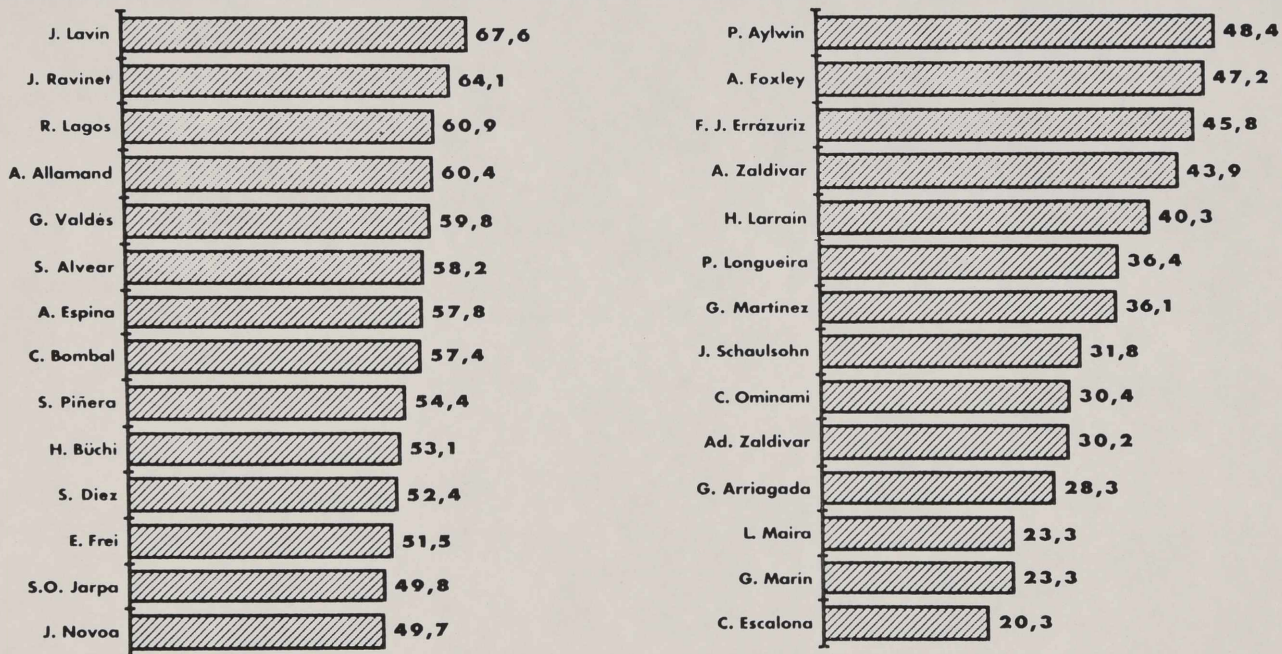 J. Lavin 67,6
J. Ravinet 64,1
R. Lagos 60,9
A. Allamand 60,4
G. Valdés 59,8
S. Alvear 58,2
A. Espina 57,8
C. Bombal 57,4
S. Piñera 54,4
H. Büchi 53,1
S. Diez 52,4
E. Frei 51,5
S.O. Jarpa 49,8
J. Novoa 49,7
P. Aylwin 48,4
A. Foxley 47,2
F. J. Errázuriz 45,8
A. Zaldivar 43,9
H. Larrain 40,3
P. Longueira 36,4
G. Martínez 36,1
J. Schaulsohn 31,8
C. Ominami 30,4
Ad. Zaldivar 30,2
G. Arriagada 28,3
L. Maira 23,3
G. Marin 23,3
C. Escalona 20,3